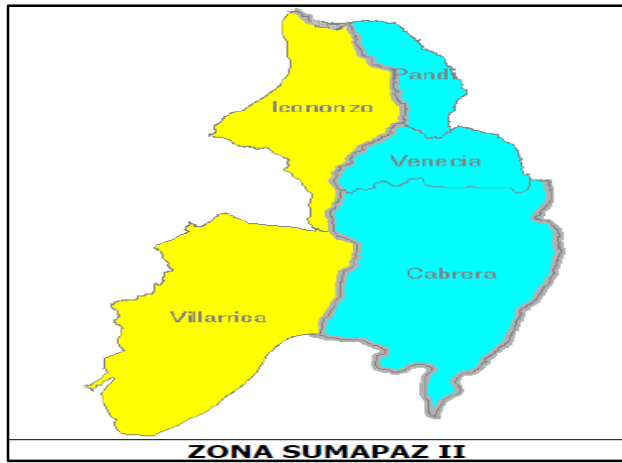 Pandi
Icononzo
Venecia
Cabrera
Villarrica
ZONA SUMAPAZ II